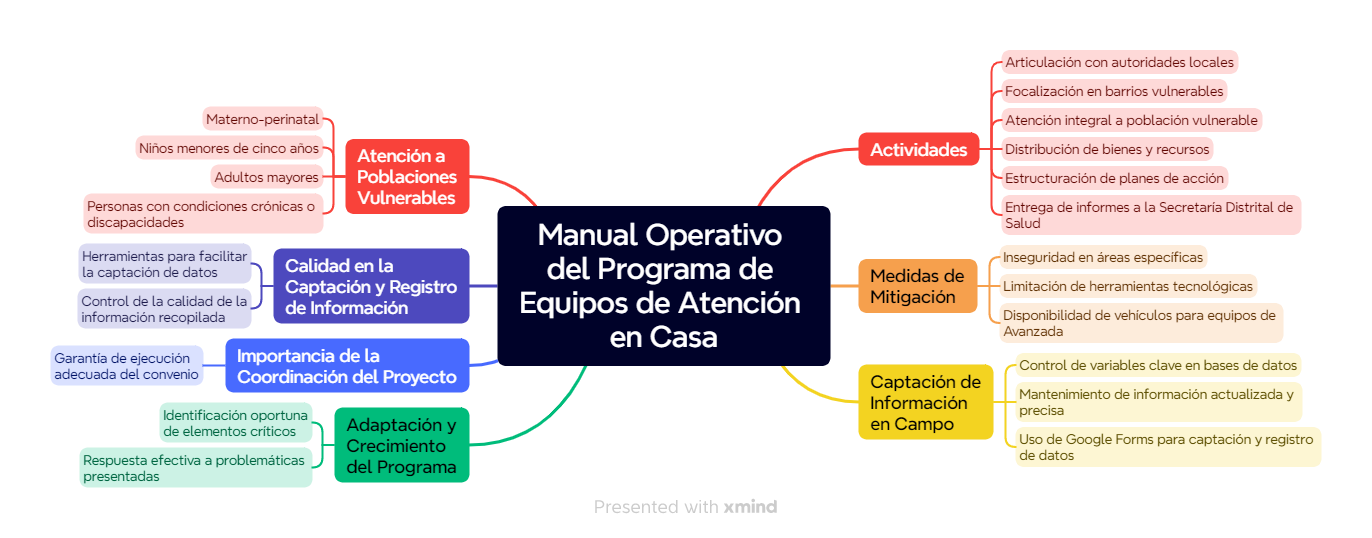 Manual Operativo
del Programa de
Equipos de Atención
en Casa
Actividades
Articulación con autoridades locales
Focalización en barrios vulnerables
Atención integral a población vulnerable
Distribución de bienes y recursos
Estructuración de planes de acción
Entrega de informes a la Secretaría Distrital de
Salud
Medidas de
Mitigación
Inseguridad en áreas específicas
Limitación de herramientas tecnológicas
Disponibilidad de vehículos para equipos de
Avanzada
Captación de
Información
en Campo
Control de variables clave en bases de datos
Mantenimiento de información actualizada y
precisa
Uso de Google Forms para captación y registro
de datos
Atención a
Poblaciones
Vulnerables
Materno-perinatal
Niños menores de cinco años
Adultos mayores
Personas con condiciones crónicas o
discapacidades
Calidad en la
Captación y Registro
de Información
Herramientas para facilitar
la captación de datos
Control de la calidad de la
información recopilada
Importancia de la
Coordinación del Proyecto
Garantía de ejecución
adecuada del convenio
Adaptación y
Crecimiento
del Programa
Identificación oportuna
de elementos críticos
Respuesta efectiva a problemáticas
presentadas
Presented with xmind